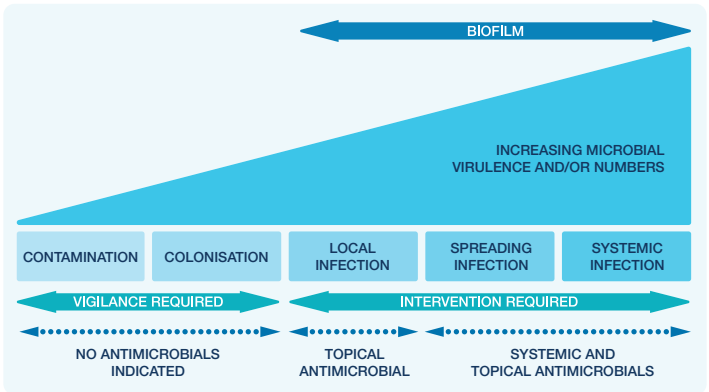 BIOFILM
INCREASING MICROBIAL
VIRULENCE AND/OR NUMBERS
CONTAMINATION
COLONISATION
LOCAL
INFECTION
SPREADING
INFECTION
SYSTEMIC
INFECTION
VIGILANCE REQUIRED
INTERVENTION REQUIRED
NO ANTIMICROBIALS
INDICATED
TOPICAL
ANTIMICROBIAL
SYSTEMIC AND
TOPICAL ANTIMICROBIALS